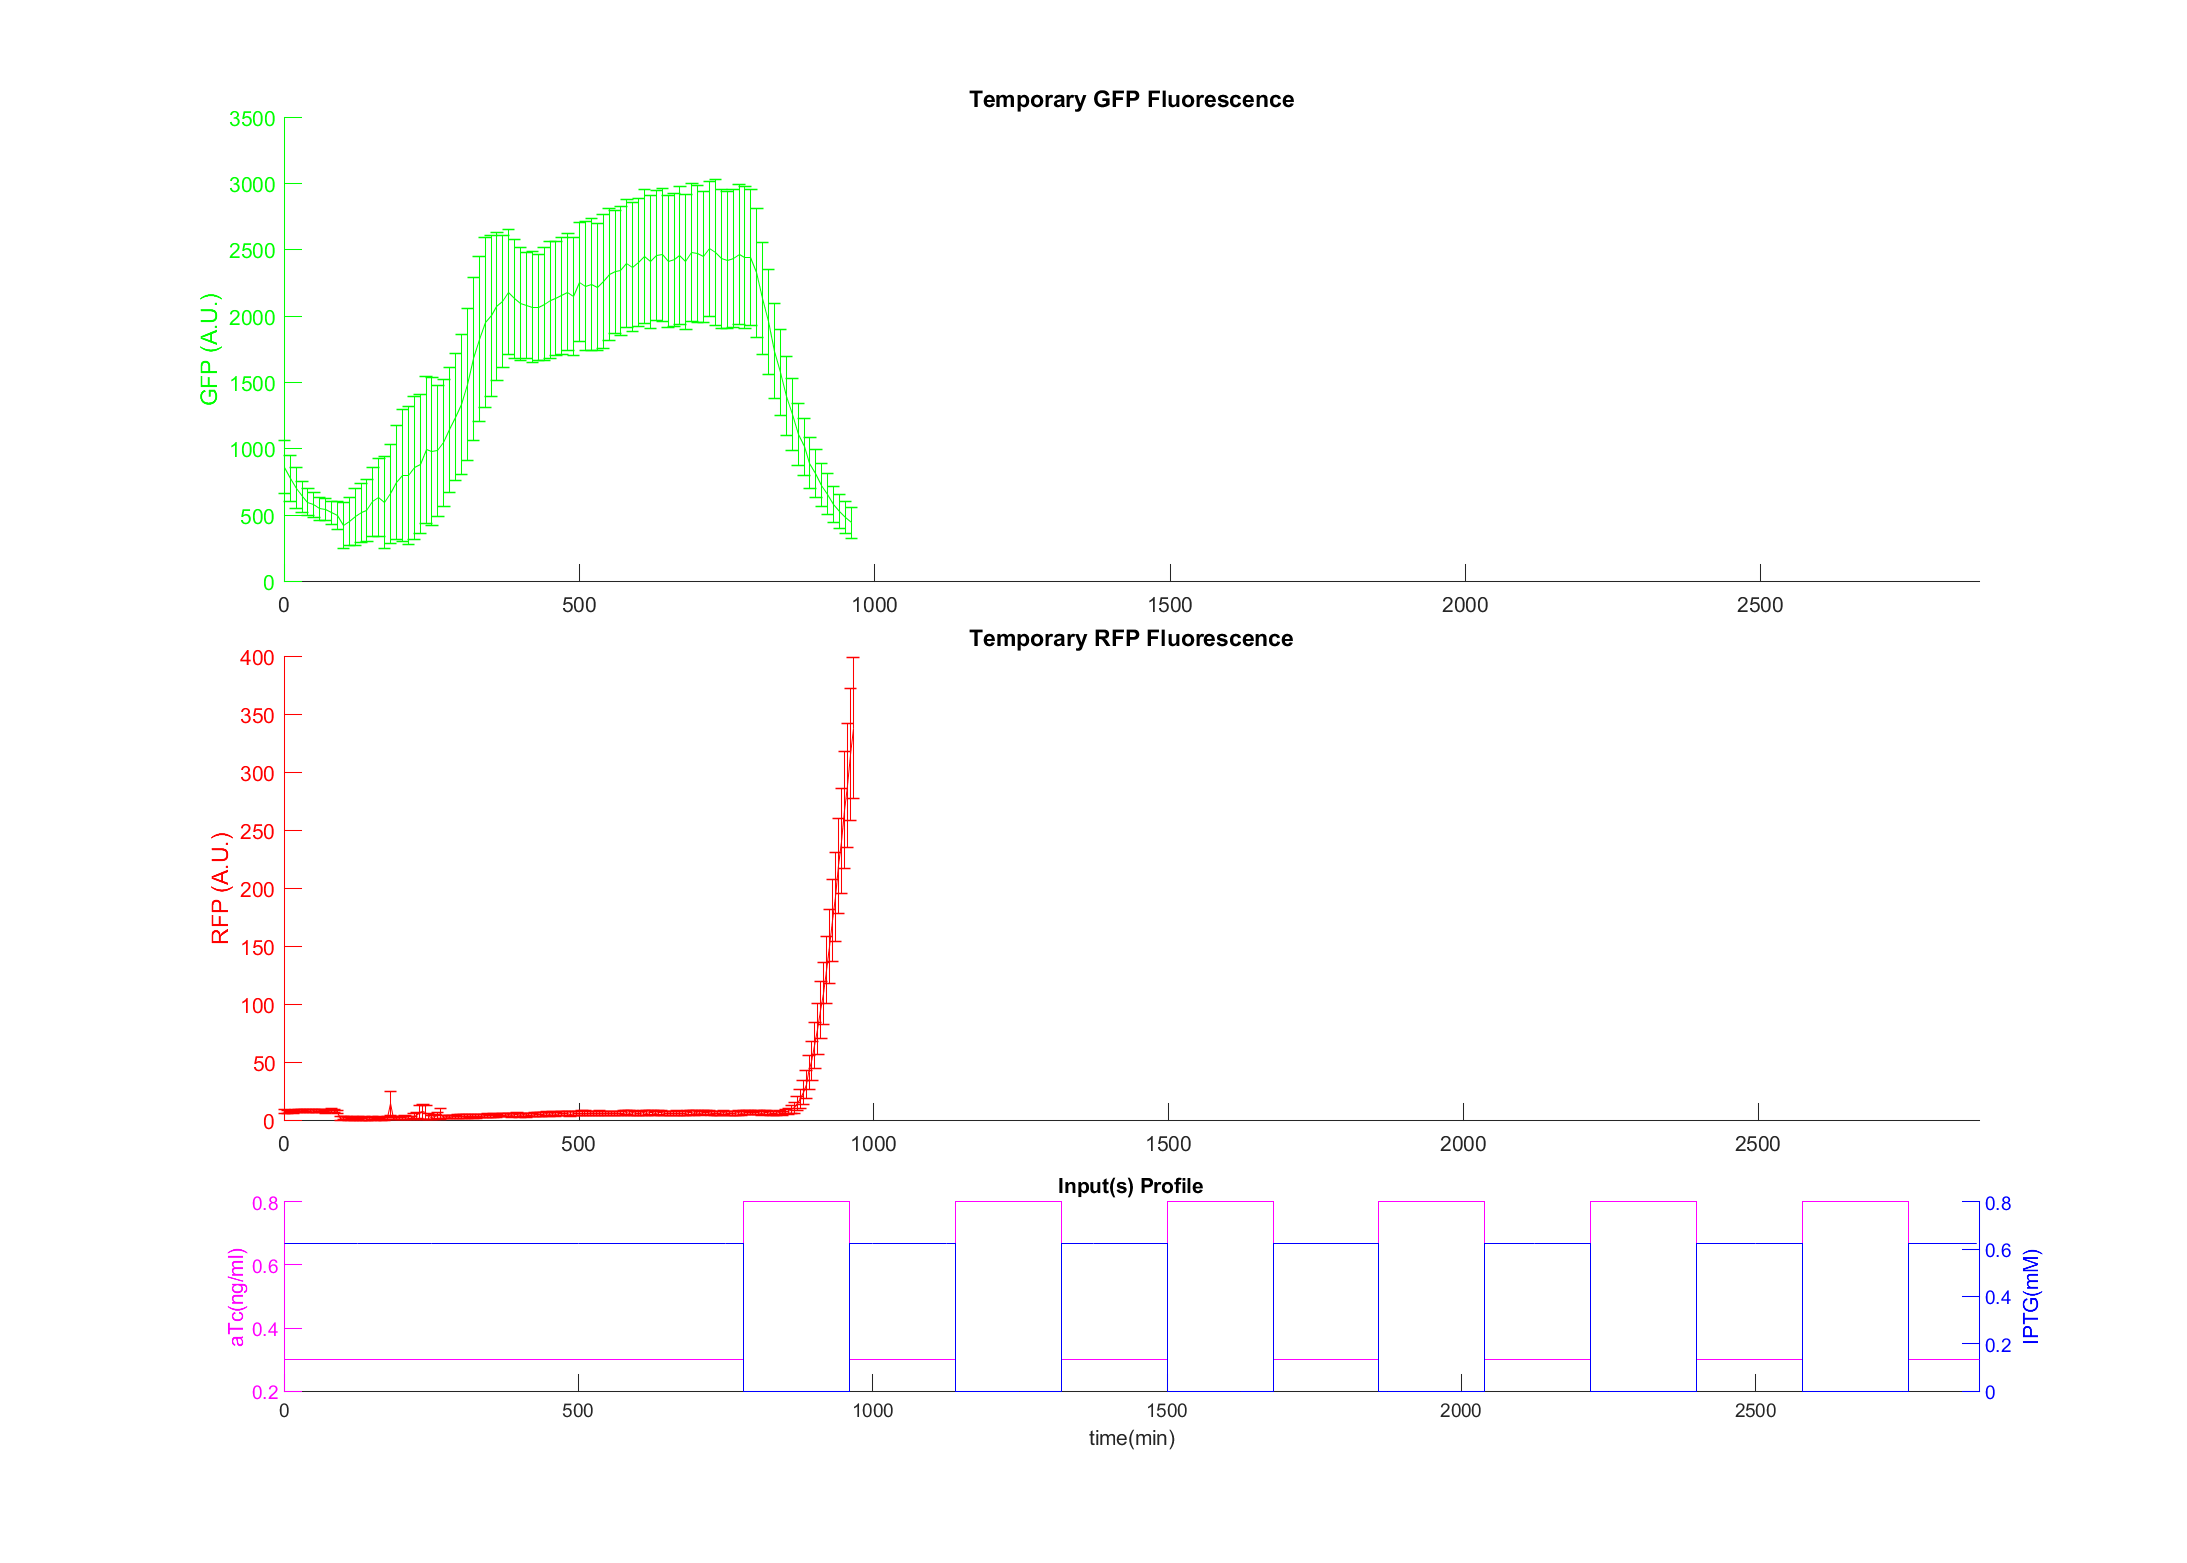 Temporary GFP Fluorescence
3500
3000
2500
2000
1500
1000
500
0
GFP (A.U.)
0 500 1000 1500 2000 2500
Temporary RFP Fluorescence
400
350
300
250
200
150
100
50
0
RFP (A.U.)
0 500 1000 1500 2000 2500
Input(s) Profile
0.8
0.6
0.4
0.2
aTc(ng/ml)
0.8
0.6
0.4
0.2
0
IPTG(mM)
0 500 1000 1500 2000 2500
time(min)